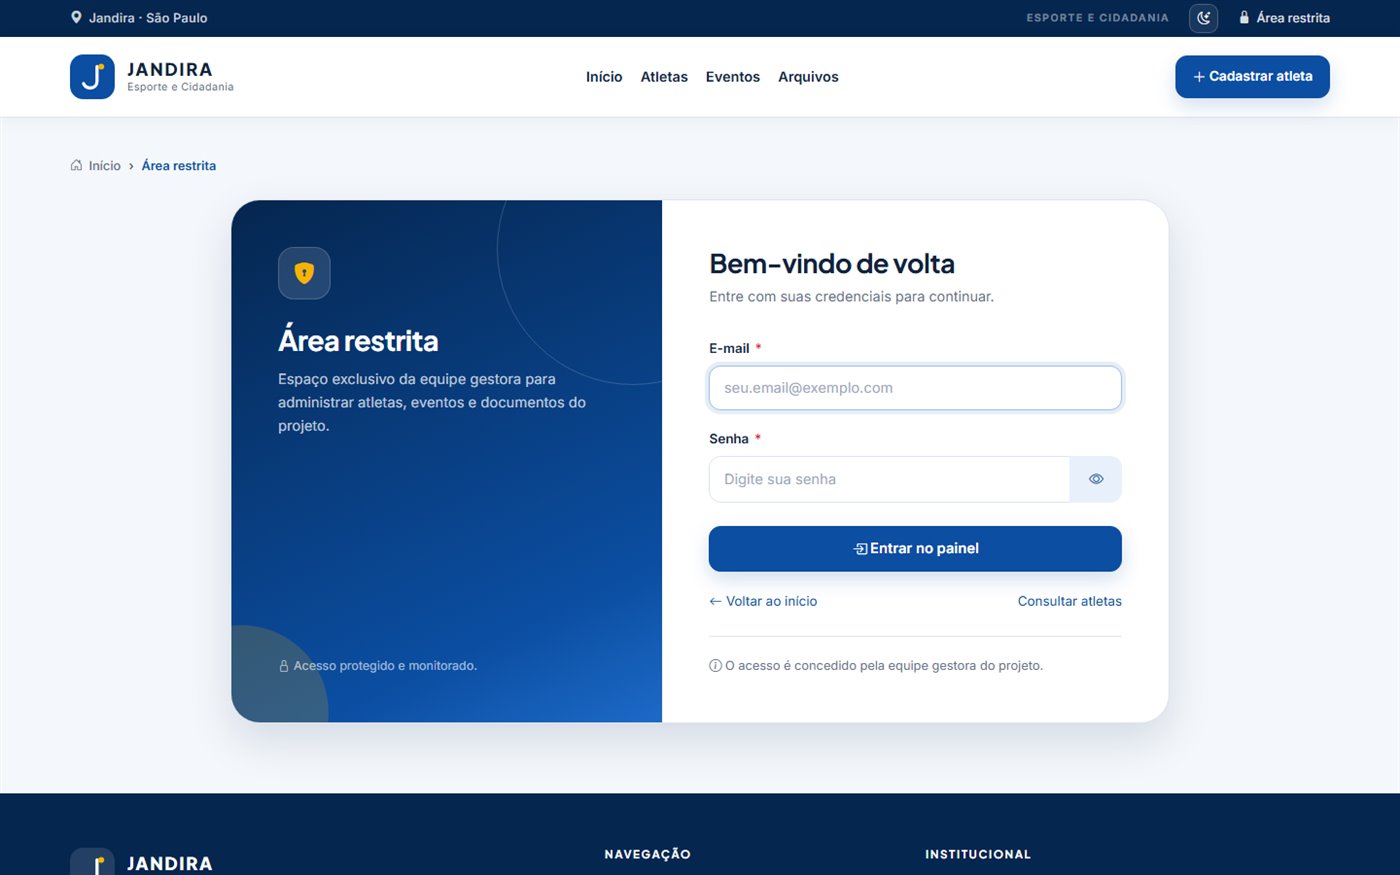 Jandira · São Paulo
ESPORTE E CIDADANIA
Área restrita
JANDIRA
Esporte e Cidadania
Início
Atletas
Eventos
Arquivos
+ Cadastrar atleta
Início › Área restrita
Área restrita
Espaço exclusivo da equipe gestora para
administrar atletas, eventos e documentos do
projeto.
Acesso protegido e monitorado.
Bem-vindo de volta
Entre com suas credenciais para continuar.
E-mail *
seu.email@exemplo.com
Senha *
Digite sua senha
Entrar no painel
← Voltar ao início
Consultar atletas
O acesso é concedido pela equipe gestora do projeto.
JANDIRA
NAVEGAÇÃO
INSTITUCIONAL